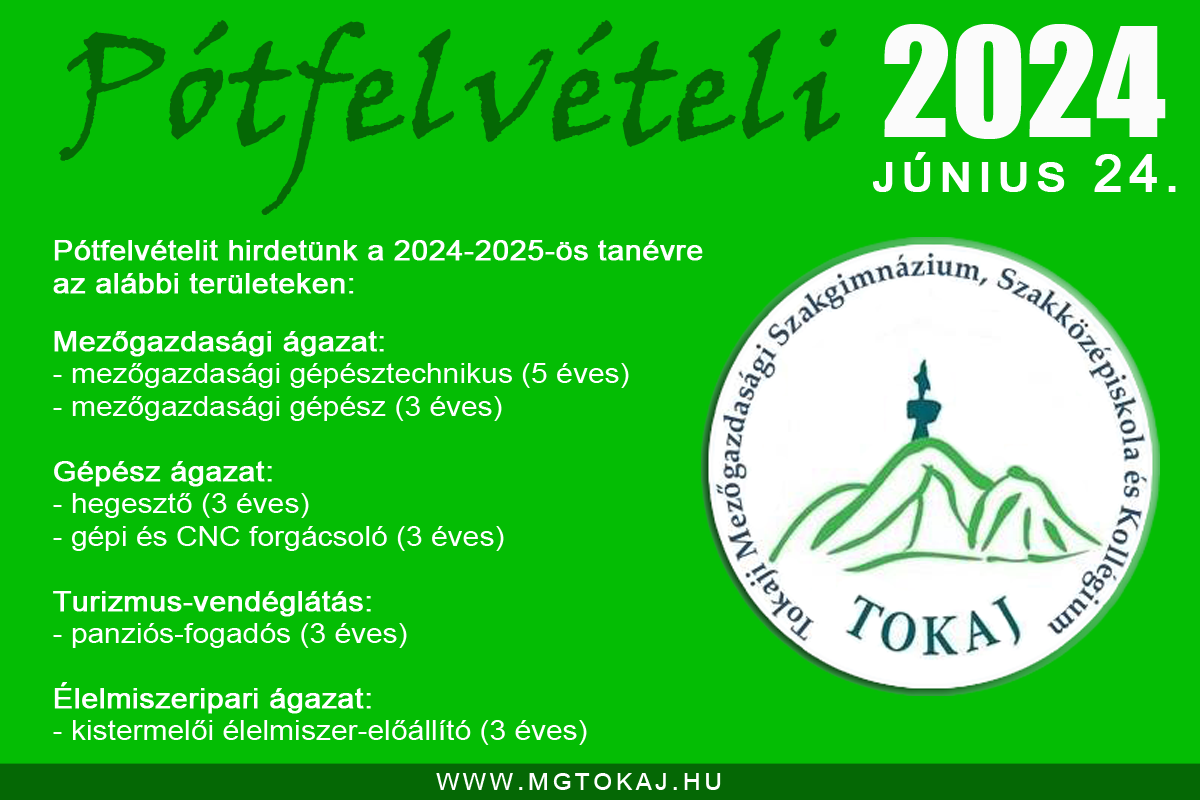 Pótfelvételi
2024
JÚNIUS 24.
Pótfelvételit hirdetünk a 2024-2025-ös tanévre
az alábbi területeken:
Mezőgazdasági ágazat:
- mezőgazdasági gépésztechnikus (5 éves)
- mezőgazdasági gépész (3 éves)
Gépész ágazat:
- hegesztő (3 éves)
- gépi és CNC forgácsoló (3 éves)
Turizmus-vendéglátás:
- panziós-fogadós (3 éves)
Élelmiszeripari ágazat:
- kistermelői élelmiszer-előállító (3 éves)
Tokaji Mezőgazdasági Szakgimnázium, Szakközépiskola és Kollégium
TOKAJ
WWW.MGTOKAJ.HU